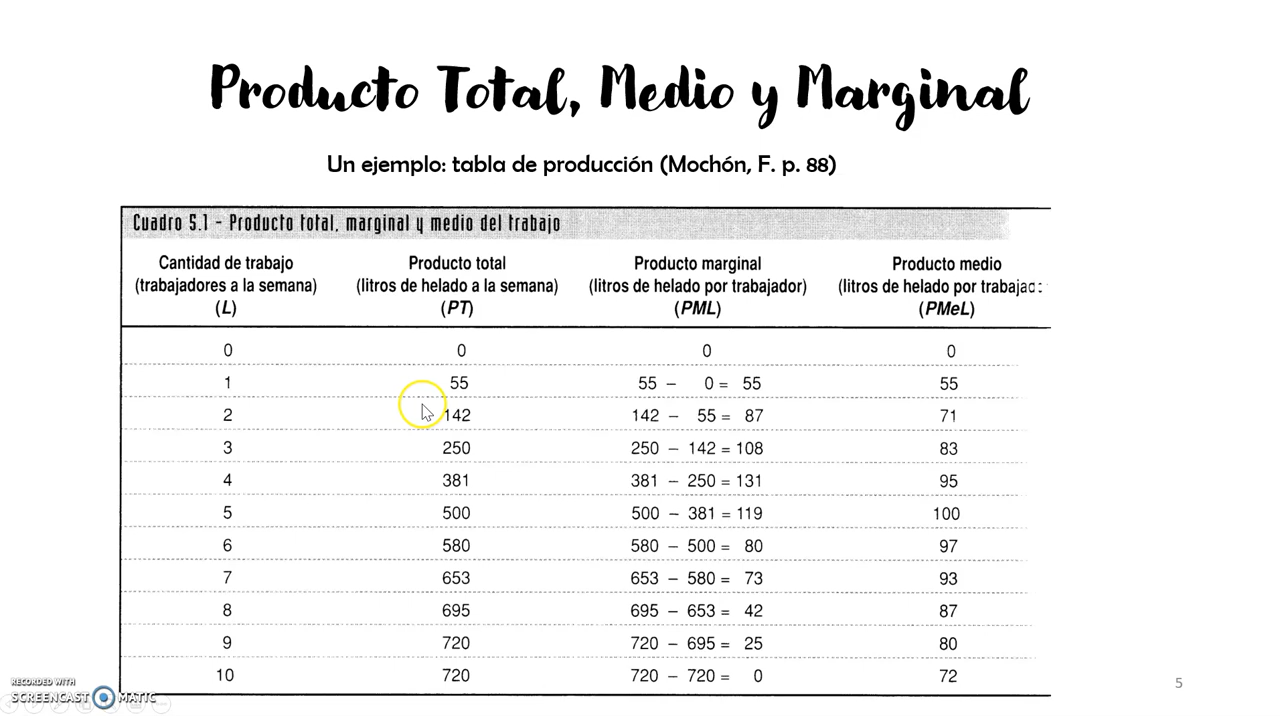 Producto Total, Medio y Marginal
Un ejemplo: tabla de producción (Mochón, F. p. 88)
Cuadro 5.1 - Producto total, marginal y medio del trabajo
Cantidad de trabajo Producto total Producto marginal Producto medio
(trabajadores a la semana) (litros de helado a la semana) (litros de helado por trabajador) (litros de helado por
(L) (PT) (PML) (PMeL)
0 0 0 0
1 55 55 – 0 = 55 55
2 142 142 – 55 = 87 71
3 250 250 – 142 = 108 83
4 381 381 – 250 = 131 95
5 500 500 – 381 = 119 100
6 580 580 – 500 = 80 97
7 653 653 – 580 = 73 93
8 695 695 – 653 = 42 87
9 720 720 – 695 = 25 80
10 720 720 – 720 = 0 72
RECORDED WITH
SCREENCAST MATIC
5